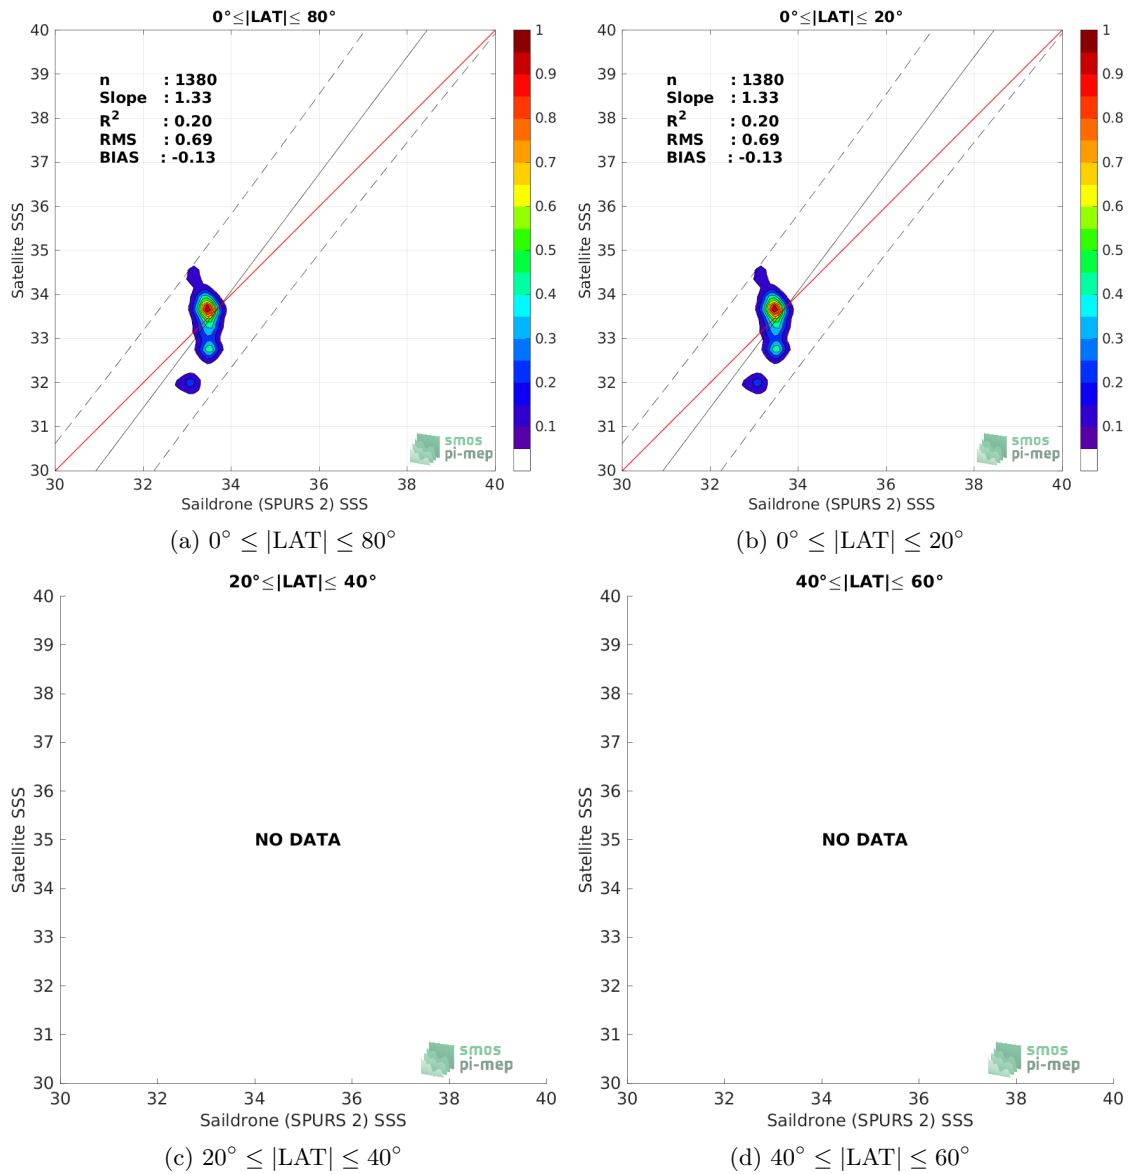 0°≤|LAT|≤ 80°
40
39
38
37
36
35
34
33
32
31
30
Satellite SSS
n : 1380
Slope : 1.33
R2 : 0.20
RMS : 0.69
BIAS : -0.13
smos
pi-mep
30 32 34 36 38 40
Saildrone (SPURS 2) SSS
1
0.9
0.8
0.7
0.6
0.5
0.4
0.3
0.2
0.1
(a) 0° ≤ |LAT| ≤ 80°
0°≤|LAT|≤ 20°
40
39
38
37
36
35
34
33
32
31
30
Satellite SSS
n : 1380
Slope : 1.33
R2 : 0.20
RMS : 0.69
BIAS : -0.13
smos
pi-mep
30 32 34 36 38 40
Saildrone (SPURS 2) SSS
1
0.9
0.8
0.7
0.6
0.5
0.4
0.3
0.2
0.1
(b) 0° ≤ |LAT| ≤ 20°
20°≤|LAT|≤ 40°
40
39
38
37
36
35
34
33
32
31
30
Satellite SSS
NO DATA
smos
pi-mep
30 32 34 36 38 40
Saildrone (SPURS 2) SSS
(c) 20° ≤ |LAT| ≤ 40°
40°≤|LAT|≤ 60°
40
39
38
37
36
35
34
33
32
31
30
Satellite SSS
NO DATA
smos
pi-mep
30 32 34 36 38 40
Saildrone (SPURS 2) SSS
(d) 40° ≤ |LAT| ≤ 60°